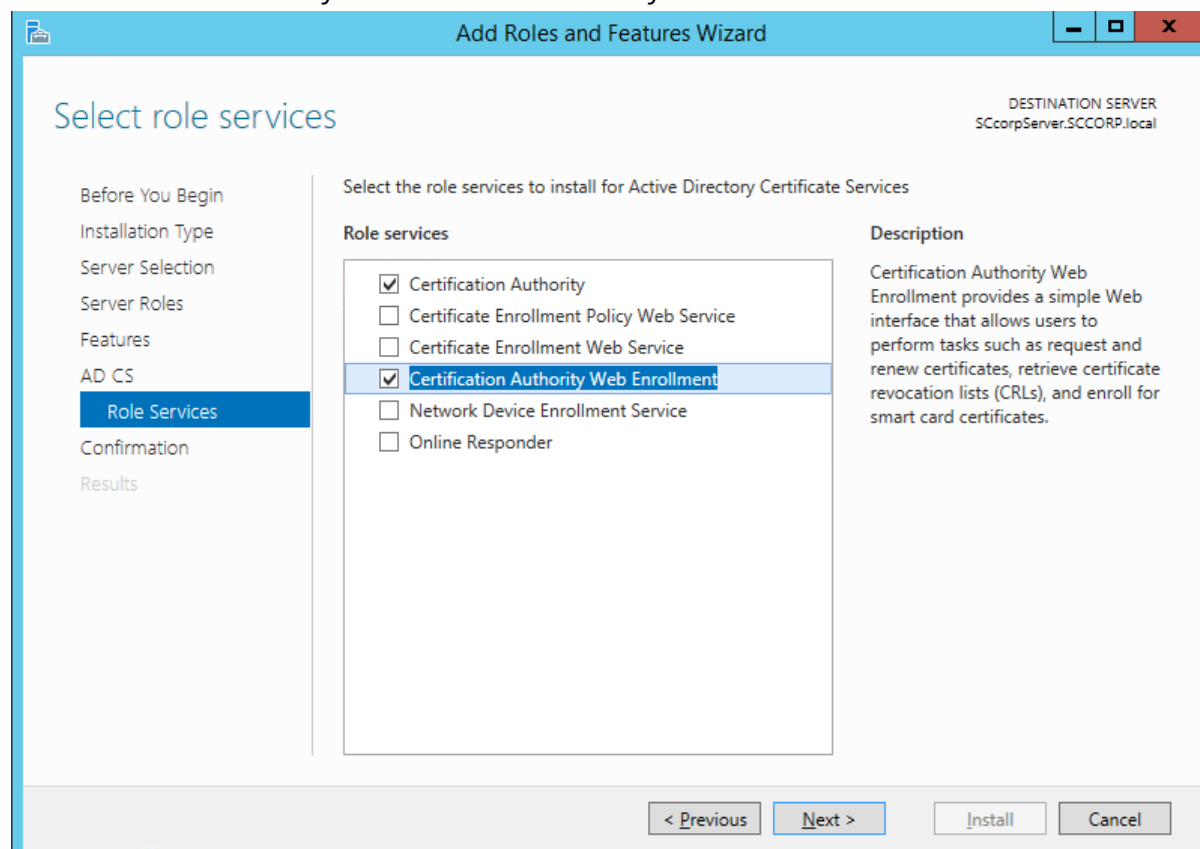 Add Roles and Features Wizard
Select role services
DESTINATION SERVER
SCcorpServer.SCCORP.local
Before You Begin
Installation Type
Server Selection
Server Roles
Features
AD CS
Role Services
Confirmation
Results
Select the role services to install for Active Directory Certificate Services
Role services
Certification Authority
Certificate Enrollment Policy Web Service
Certificate Enrollment Web Service
Certification Authority Web Enrollment
Network Device Enrollment Service
Online Responder
Description
Certification Authority Web
Enrollment provides a simple Web
interface that allows users to
perform tasks such as request and
renew certificates, retrieve certificate
revocation lists (CRLs), and enroll for
smart card certificates.
< Previous
Next >
Install
Cancel